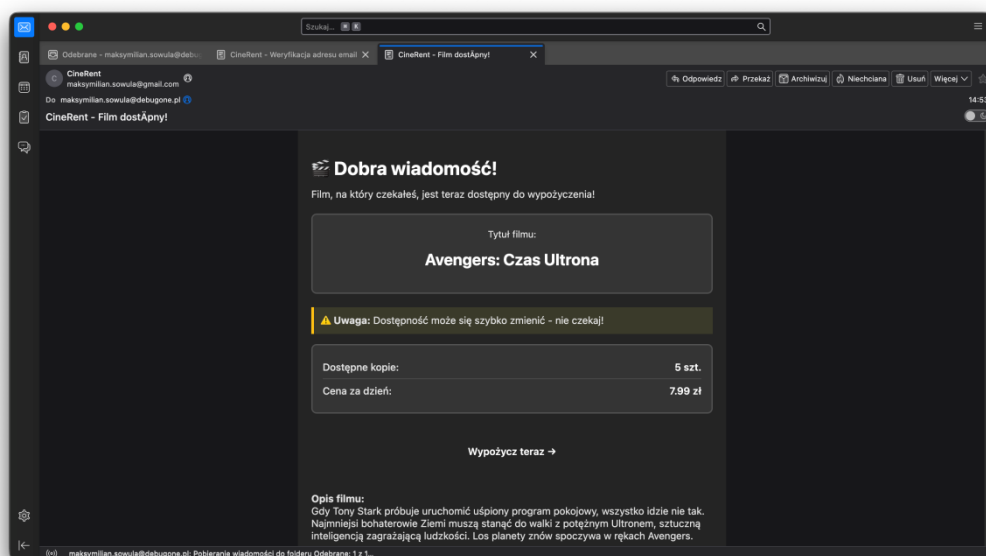 Szukaj... ⌘ K
Odebrane - maksymilian.sowula@debug
CineRent - Weryfikacja adresu email
CineRent - Film dostÄpny!
C
CineRent
maksymilian.sowula@gmail.com
Odpowiedz
Przekaż
Archiwizuj
Niechciana
Usuń
Więcej
Do maksymilian.sowula@debugone.pl
14:53
CineRent - Film dostÄpny!
🎬 Dobra wiadomość!
Film, na który czekałeś, jest teraz dostępny do wypożyczenia!
Tytuł filmu:
Avengers: Czas Ultrona
⚠️ Uwaga: Dostępność może się szybko zmienić - nie czekaj!
Dostępne kopie: 5 szt.
Cena za dzień: 7.99 zł
Wypożycz teraz →
Opis filmu:
Gdy Tony Stark próbuje uruchomić uśpiony program pokojowy, wszystko idzie nie tak.
Najmniejsi bohaterowie Ziemi muszą stanąć do walki z potężnym Ultronem, sztuczną
inteligencją zagrażającą ludzkości. Los planety znów spoczywa w rękach Avengers.
maksymilian.sowula@debugone.pl: Pobieranie wiadomości do folderu Odebrane: 1 z 1...